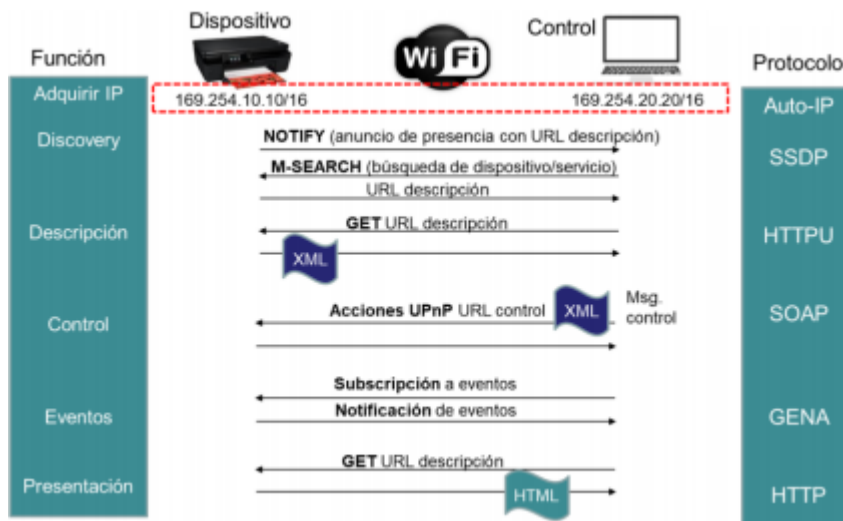 Dispositivo
Control
Función
Wi Fi
Protocolo
Adquirir IP
169.254.10.10/16
169.254.20.20/16
Auto-IP
Discovery
NOTIFY (anuncio de presencia con URL descripción)
SSDP
M-SEARCH (búsqueda de dispositivo/servicio)
URL descripción
GET URL descripción
Descripción
HTTPU
XML
Acciones UPnP URL control
XML
Msg.
control
SOAP
Control
Subscripción a eventos
Notificación de eventos
Eventos
GENA
GET URL descripción
Presentación
HTML
HTTP